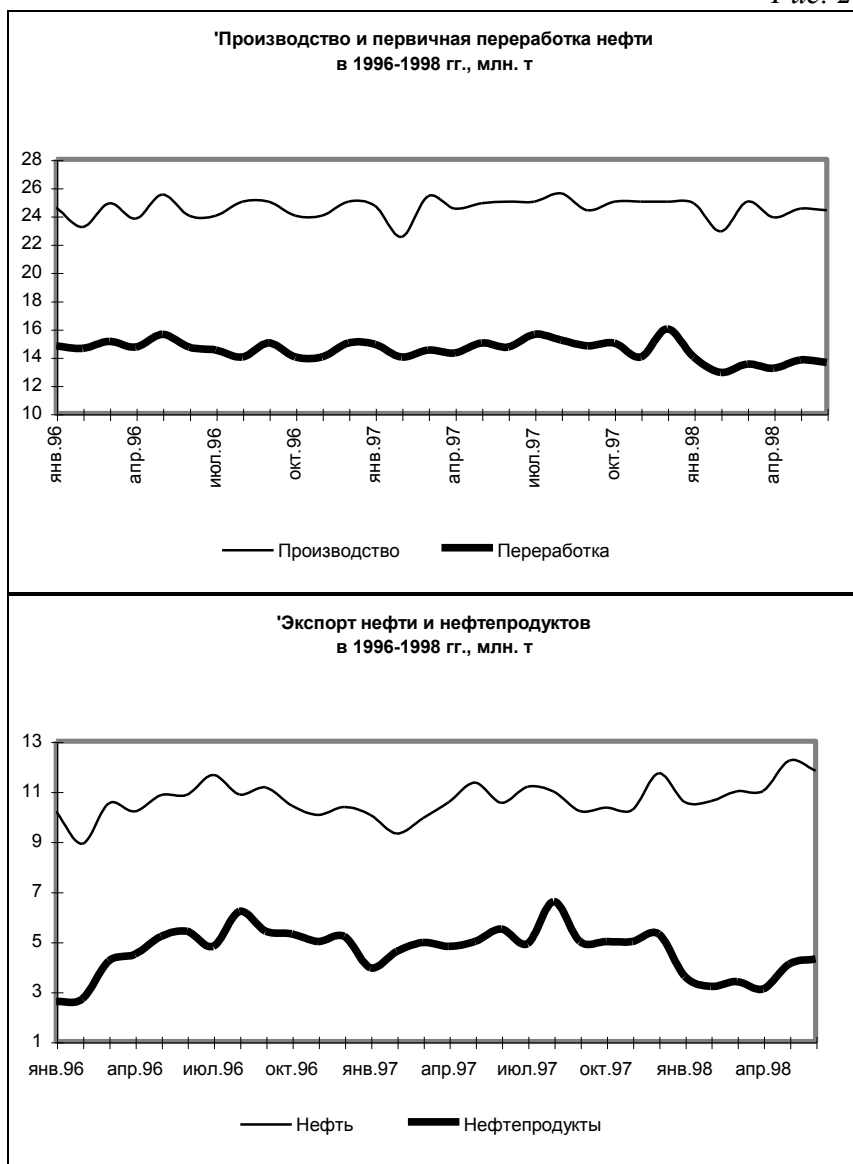 Рис. 2
'Производство и первичная переработка нефти
в 1996-1998 гг., млн. т
28
26
24
22
20
18
16
14
12
10
янв.96 апр.96 июл.96 окт.96 янв.97 апр.97 июл.97 окт.97 янв.98 апр.98
Производство Переработка
'Экспорт нефти и нефтепродуктов
в 1996-1998 гг., млн. т
13
11
9
7
5
3
1
янв.96 апр.96 июл.96 окт.96 янв.97 апр.97 июл.97 окт.97 янв.98 апр.98
Нефть Нефтепродукты